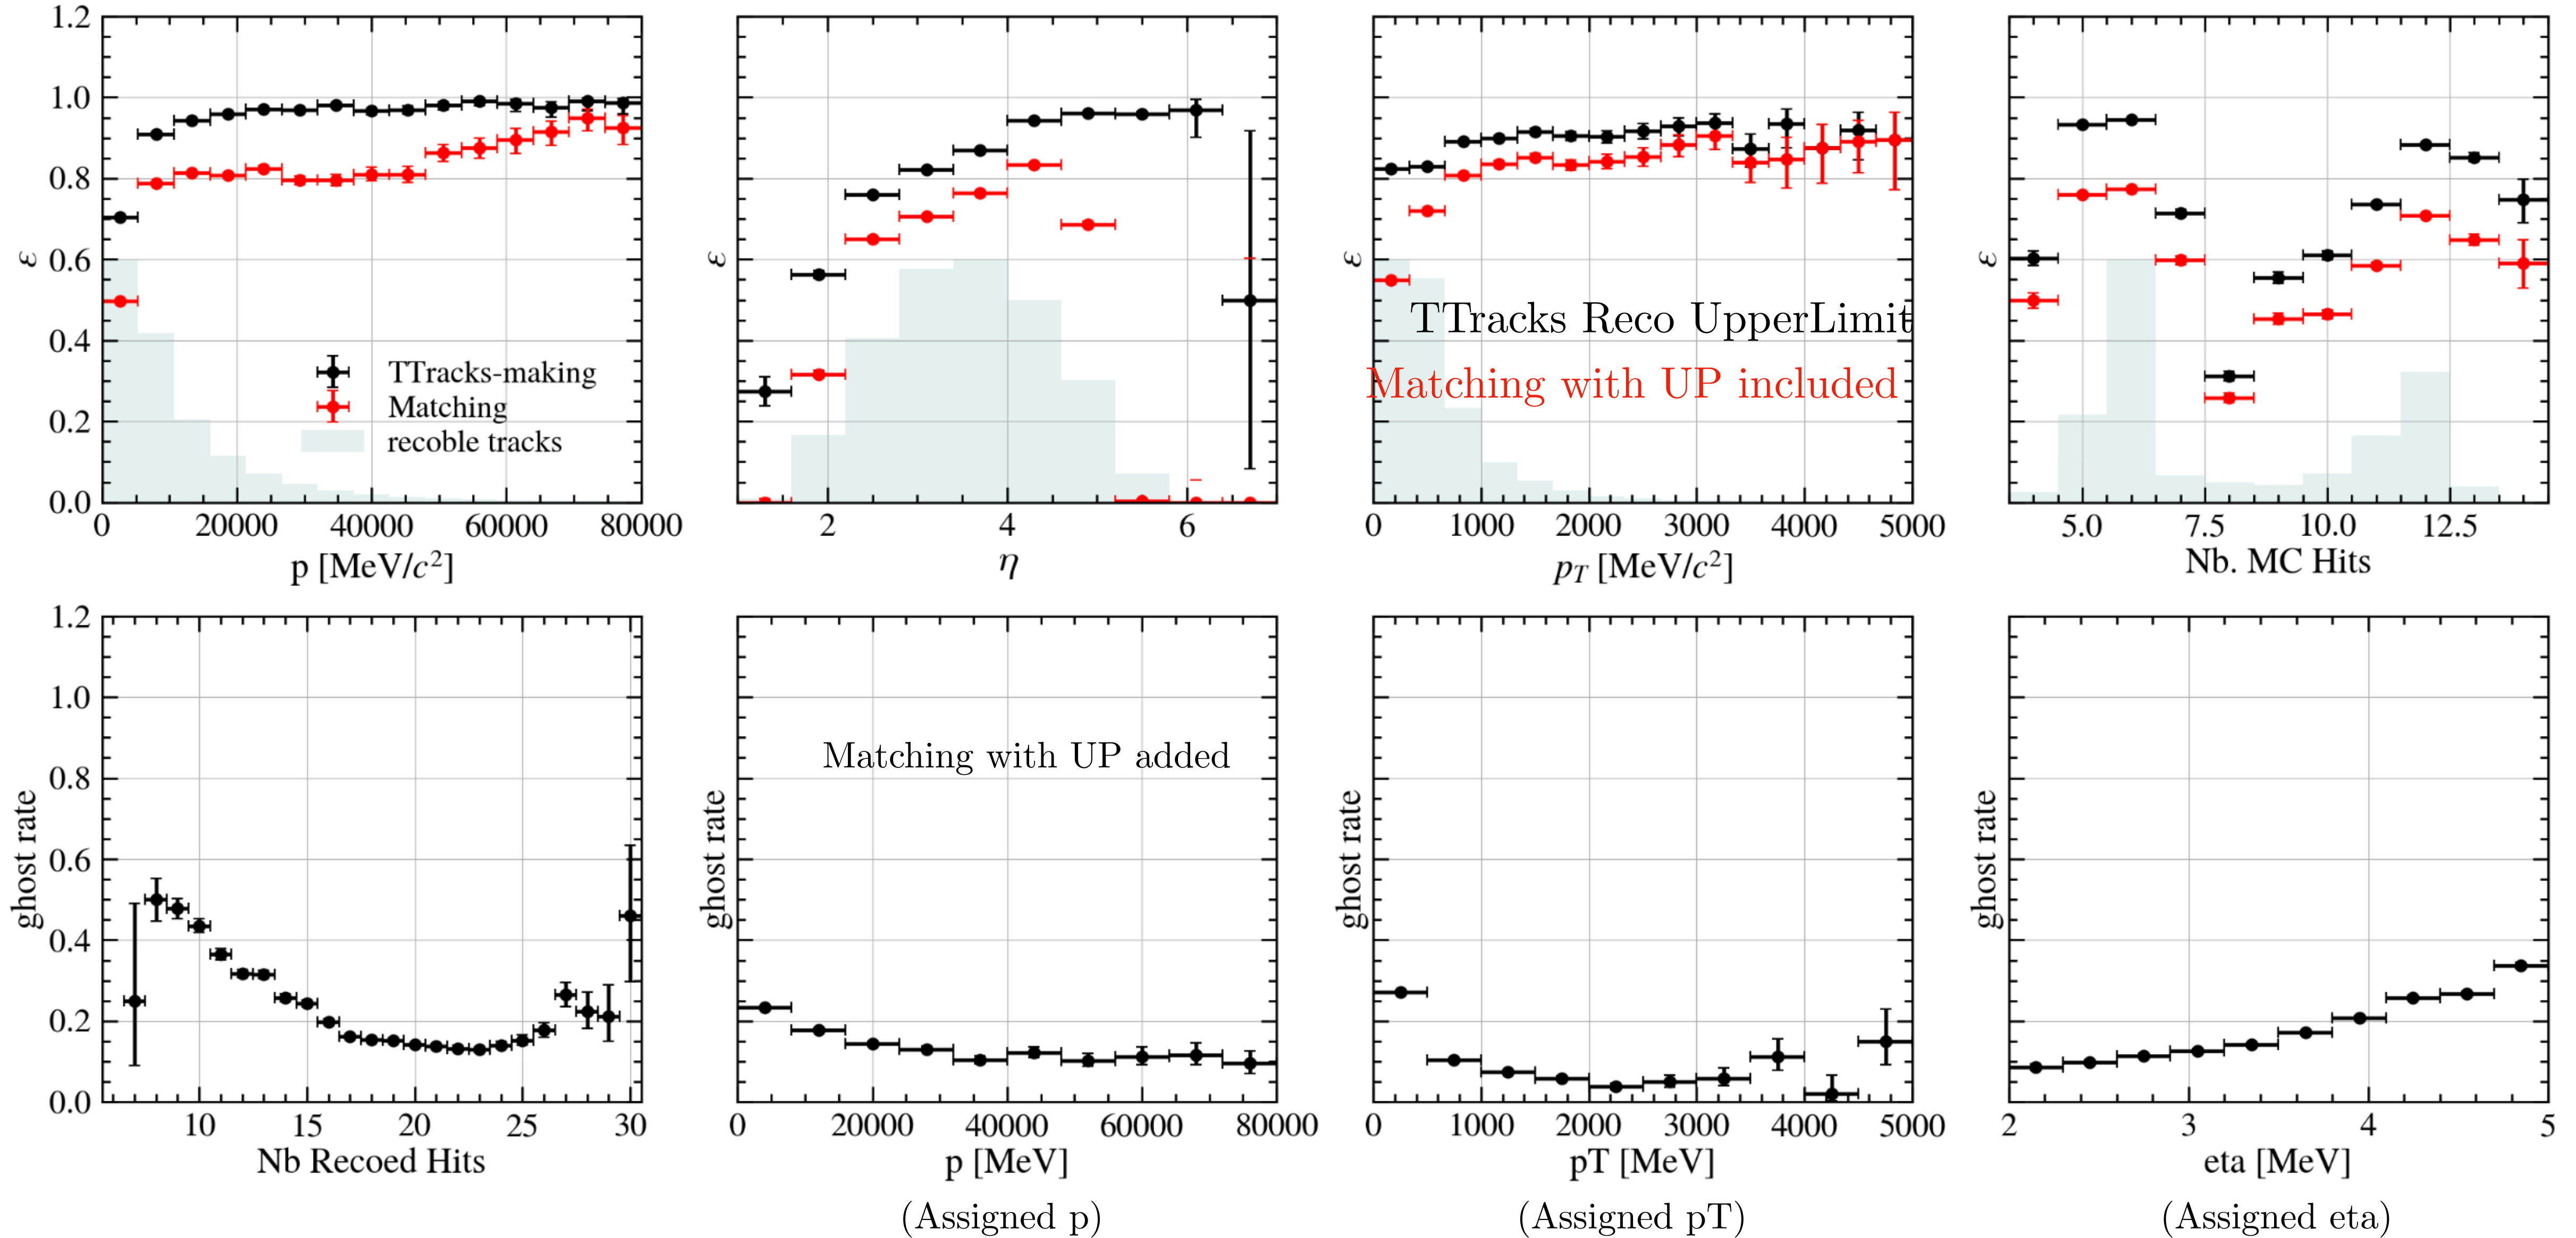 1.2
1.0
0.8
0.6
0.4
0.2
0.0
ε
TTracks-making
Matching
recoble tracks
0 20000 40000 60000 80000
p [MeV/c²]
ε
2 4 6
η
ε
TTracks Reco UpperLimit
Matching with UP included
0 1000 2000 3000 4000 5000
p_T [MeV/c²]
ε
5.0 7.5 10.0 12.5
Nb. MC Hits
1.2
1.0
0.8
0.6
0.4
0.2
0.0
ghost rate
10 15 20 25 30
Nb Recoed Hits
ghost rate
Matching with UP added
0 20000 40000 60000 80000
p [MeV]
(Assigned p)
ghost rate
0 1000 2000 3000 4000 5000
pT [MeV]
(Assigned pT)
ghost rate
2 3 4 5
eta [MeV]
(Assigned eta)